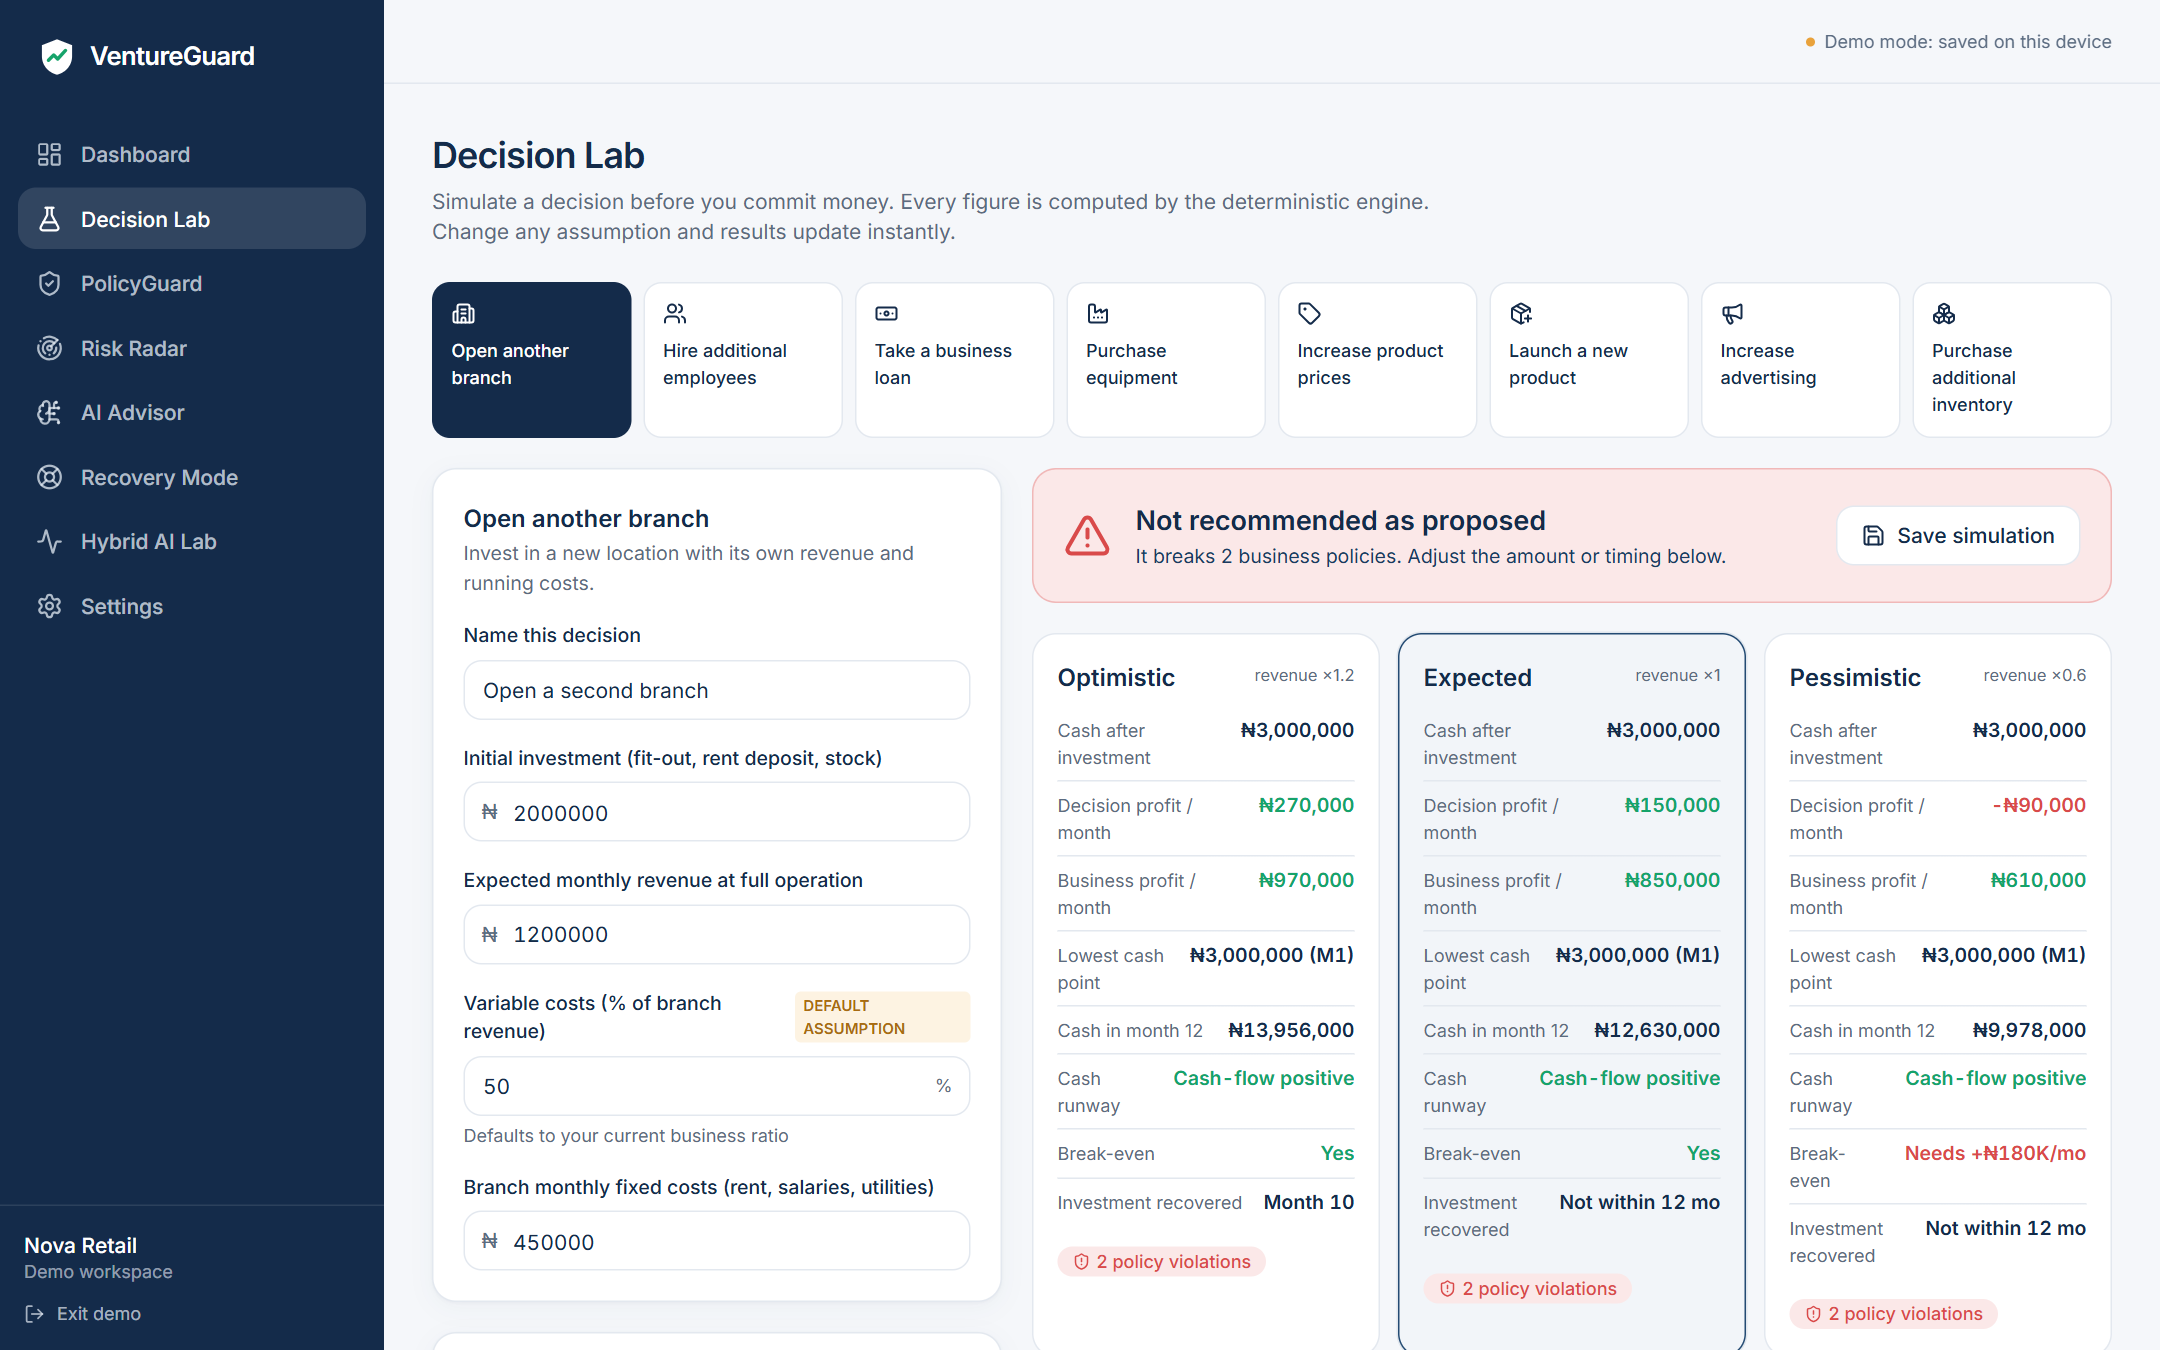 VentureGuard
Dashboard
Decision Lab
PolicyGuard
Risk Radar
AI Advisor
Recovery Mode
Hybrid AI Lab
Settings
Nova Retail
Demo workspace
Exit demo
Demo mode: saved on this device
Decision Lab
Simulate a decision before you commit money. Every figure is computed by the deterministic engine.
Change any assumption and results update instantly.
Open another
branch
Hire additional
employees
Take a business
loan
Purchase
equipment
Increase product
prices
Launch a new
product
Increase
advertising
Purchase
additional
inventory
Open another branch
Invest in a new location with its own revenue and
running costs.
Name this decision
Open a second branch
Initial investment (fit-out, rent deposit, stock)
₦ 2000000
Expected monthly revenue at full operation
₦ 1200000
Variable costs (% of branch
revenue)
DEFAULT
ASSUMPTION
50 %
Defaults to your current business ratio
Branch monthly fixed costs (rent, salaries, utilities)
₦ 450000
Not recommended as proposed
It breaks 2 business policies. Adjust the amount or timing below.
Save simulation
Optimistic revenue ×1.2
Cash after
investment ₦3,000,000
Decision profit /
month ₦270,000
Business profit /
month ₦970,000
Lowest cash
point ₦3,000,000 (M1)
Cash in month 12 ₦13,956,000
Cash
runway Cash-flow positive
Break-even Yes
Investment recovered Month 10
2 policy violations
Expected revenue ×1
Cash after
investment ₦3,000,000
Decision profit /
month ₦150,000
Business profit /
month ₦850,000
Lowest cash
point ₦3,000,000 (M1)
Cash in month 12 ₦12,630,000
Cash
runway Cash-flow positive
Break-even Yes
Investment
recovered Not within 12 mo
2 policy violations
Pessimistic revenue ×0.6
Cash after
investment ₦3,000,000
Decision profit /
month -₦90,000
Business profit /
month ₦610,000
Lowest cash
point ₦3,000,000 (M1)
Cash in month 12 ₦9,978,000
Cash
runway Cash-flow positive
Break-
even Needs +₦180K/mo
Investment
recovered Not within 12 mo
2 policy violations